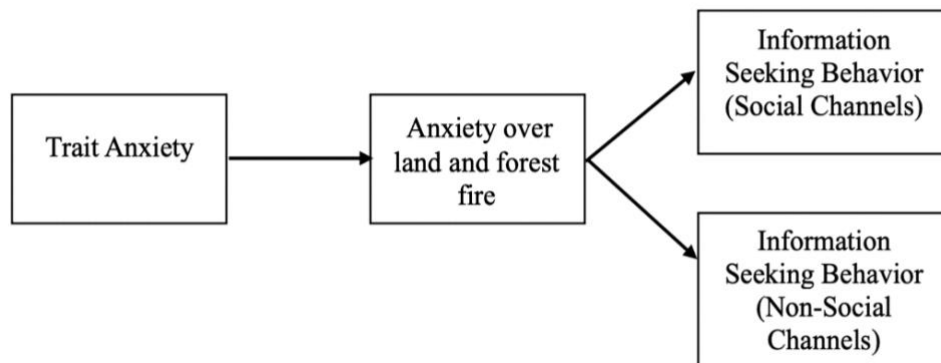 Trait Anxiety
Anxiety over
land and forest
fire
Information
Seeking Behavior
(Social Channels)
Information
Seeking Behavior
(Non-Social
Channels)